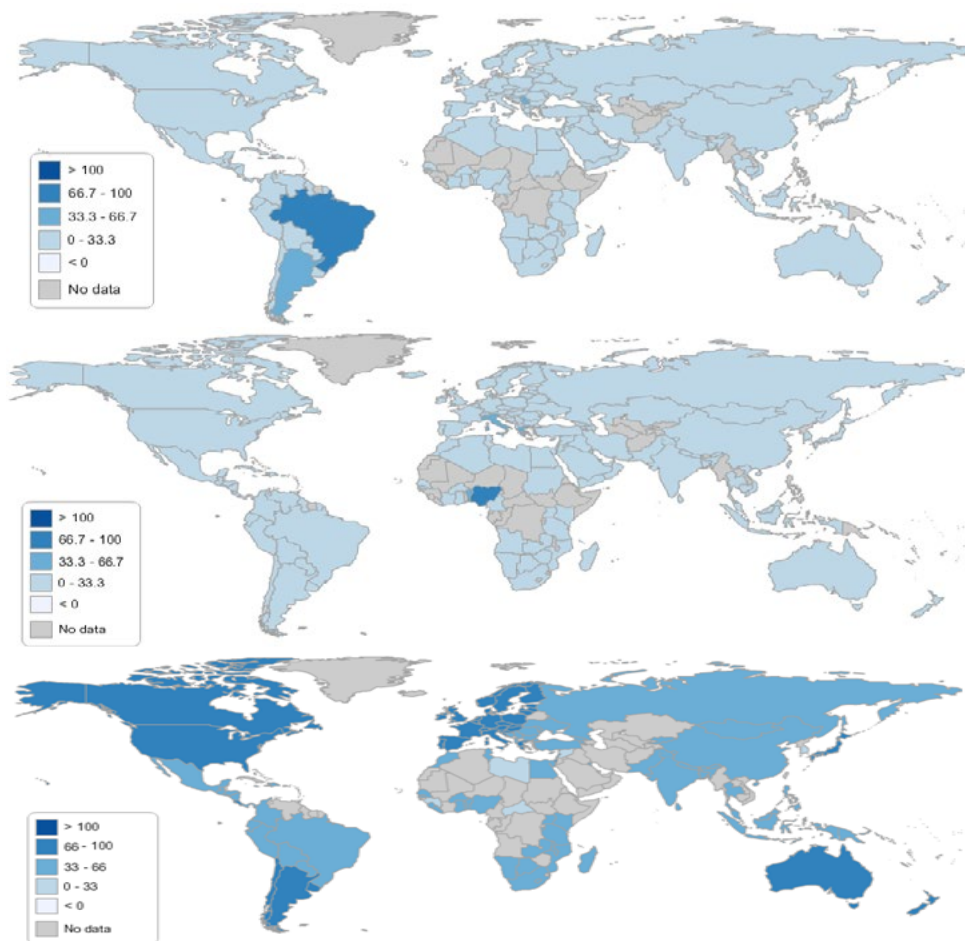 > 100
66.7 - 100
33.3 - 66.7
0 - 33.3
< 0
No data
> 100
66.7 - 100
33.3 - 66.7
0 - 33.3
< 0
No data
> 100
66 - 100
33 - 66
0 - 33
< 0
No data